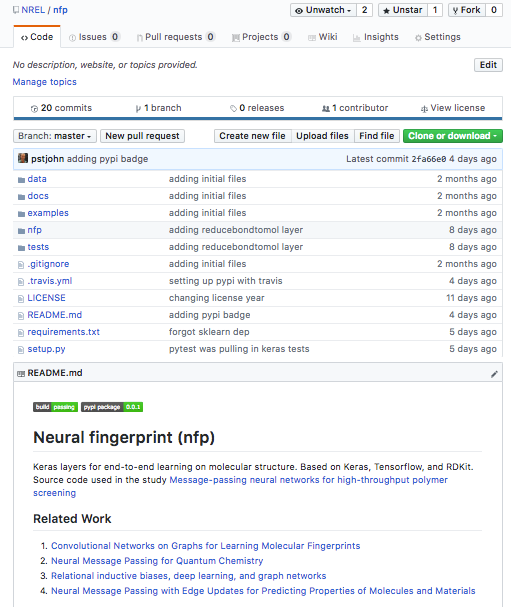 NREL / nfp
Unwatch 2 Unstar 1 Fork 0
Code Issues 0 Pull requests 0 Projects 0 Wiki Insights Settings
No description, website, or topics provided. Edit
Manage topics
20 commits 1 branch 0 releases 1 contributor View license
Branch: master New pull request Create new file Upload files Find file Clone or download
pstjohn adding pypi badge Latest commit 2fa66e0 4 days ago
data adding initial files 2 months ago
docs adding initial files 2 months ago
examples adding initial files 2 months ago
nfp adding reducebondtomol layer 8 days ago
tests adding reducebondtomol layer 8 days ago
.gitignore adding initial files 2 months ago
.travis.yml setting up pypi with travis 4 days ago
LICENSE changing license year 11 days ago
README.md adding pypi badge 4 days ago
requirements.txt forgot sklearn dep 5 days ago
setup.py pytest was pulling in keras tests 5 days ago
README.md
build passing pypi package 0.0.1
Neural fingerprint (nfp)
Keras layers for end-to-end learning on molecular structure. Based on Keras, Tensorflow, and RDKit.
Source code used in the study Message-passing neural networks for high-throughput polymer
screening
Related Work
1. Convolutional Networks on Graphs for Learning Molecular Fingerprints
2. Neural Message Passing for Quantum Chemistry
3. Relational inductive biases, deep learning, and graph networks
4. Neural Message Passing with Edge Updates for Predicting Properties of Molecules and Materials